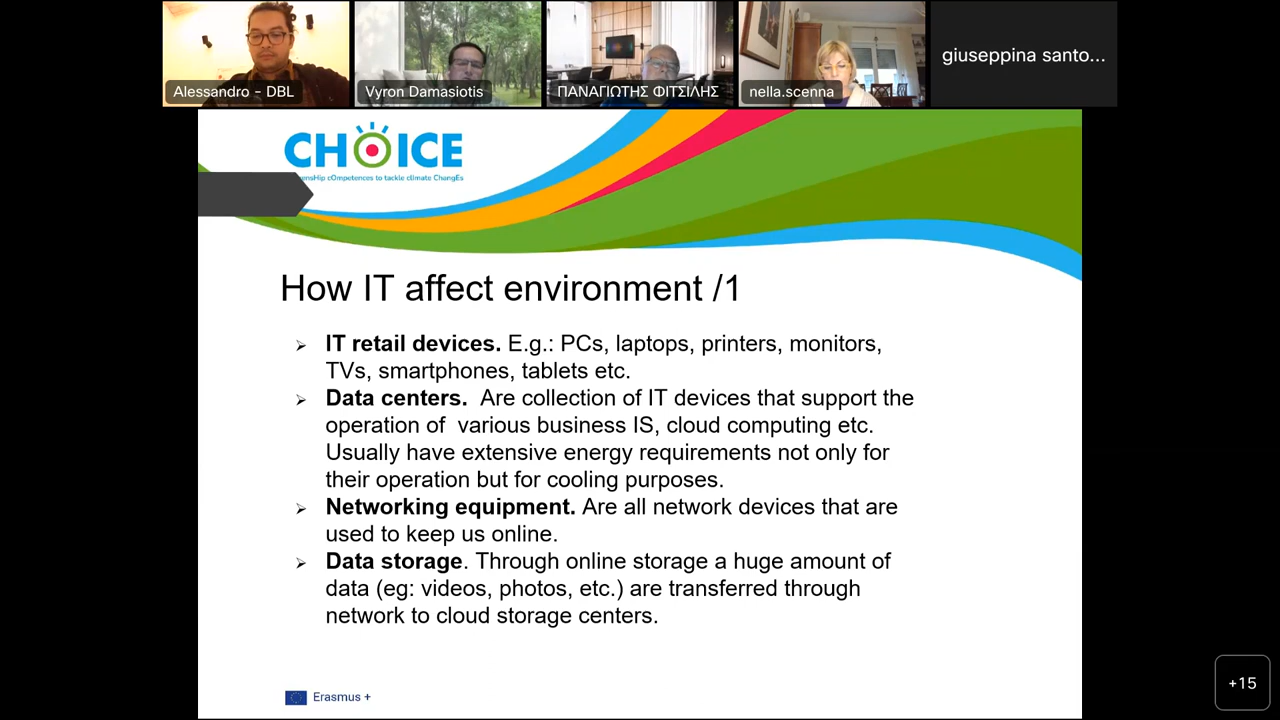 Alessandro - DBL
Vyron Damasiotis
ΠΑΝΑΓΙΩΤΗΣ ΦΙΤΣΙΛΗΣ
nella.scenna
giuseppina santo...
CHOICE
cOmpetences to tackle clImate ChangEs
How IT affect environment /1
➢ IT retail devices. E.g.: PCs, laptops, printers, monitors,
TVs, smartphones, tablets etc.
➢ Data centers.  Are collection of IT devices that support the
operation of  various business IS, cloud computing etc.
Usually have extensive energy requirements not only for
their operation but for cooling purposes.
➢ Networking equipment. Are all network devices that are
used to keep us online.
➢ Data storage. Through online storage a huge amount of
data (eg: videos, photos, etc.) are transferred through
network to cloud storage centers.
Erasmus +
+15